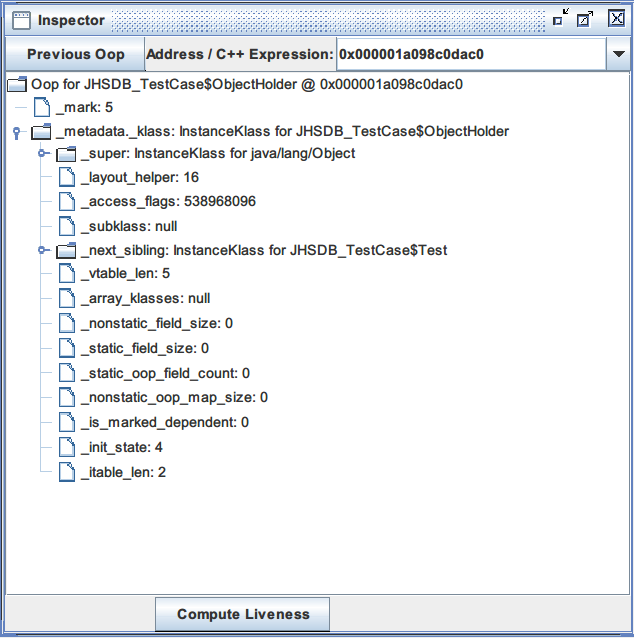 Inspector
Previous Oop Address / C++ Expression: 0x000001a098c0dac0
Oop for JHSDB_TestCase$ObjectHolder @ 0x000001a098c0dac0
_mark: 5
_metadata._klass: InstanceKlass for JHSDB_TestCase$ObjectHolder
_super: InstanceKlass for java/lang/Object
_layout_helper: 16
_access_flags: 538968096
_subklass: null
_next_sibling: InstanceKlass for JHSDB_TestCase$Test
_vtable_len: 5
_array_klasses: null
_nonstatic_field_size: 0
_static_field_size: 0
_static_oop_field_count: 0
_nonstatic_oop_map_size: 0
_is_marked_dependent: 0
_init_state: 4
_itable_len: 2
Compute Liveness